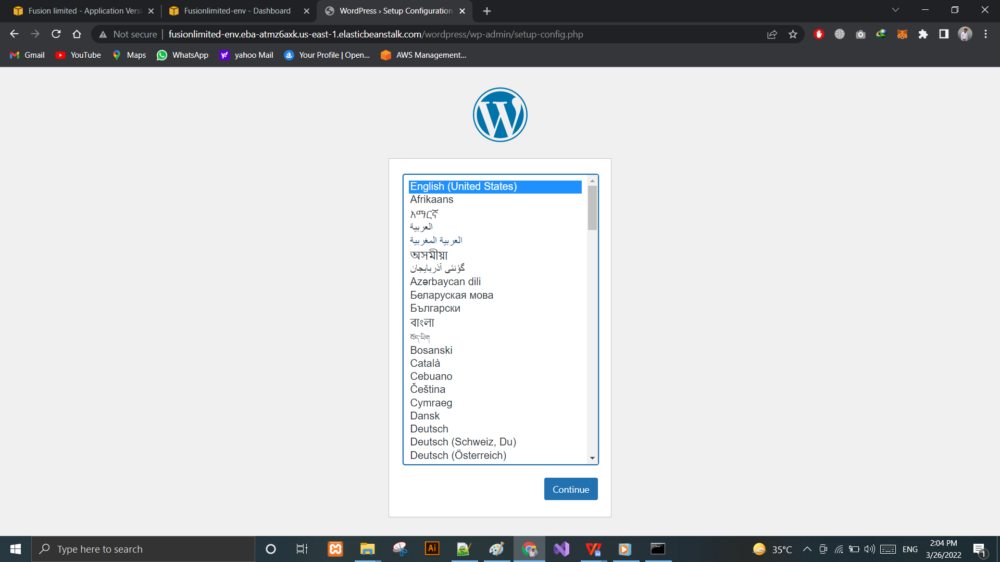 Fusion limited - Application Versi
Fusionlimited-env - Dashboard
WordPress › Setup Configuration
Not secure
fusionlimited-env.eba-atmz6axk.us-east-1.elasticbeanstalk.com/wordpress/wp-admin/setup-config.php
Gmail
YouTube
Maps
WhatsApp
yahoo Mail
Your Profile | Open...
AWS Management...
English (United States)
Afrikaans
አማርኛ
العربية
العربية المغربية
অসমীয়া
گؤنئی آذربایجان
Azərbaycan dili
Беларуская мова
Български
বাংলা
བོད་ཡིག
Bosanski
Català
Cebuano
Čeština
Cymraeg
Dansk
Deutsch
Deutsch (Schweiz, Du)
Deutsch (Österreich)
Continue
Type here to search
Ai
35°C
ENG
2:04 PM
3/26/2022
1